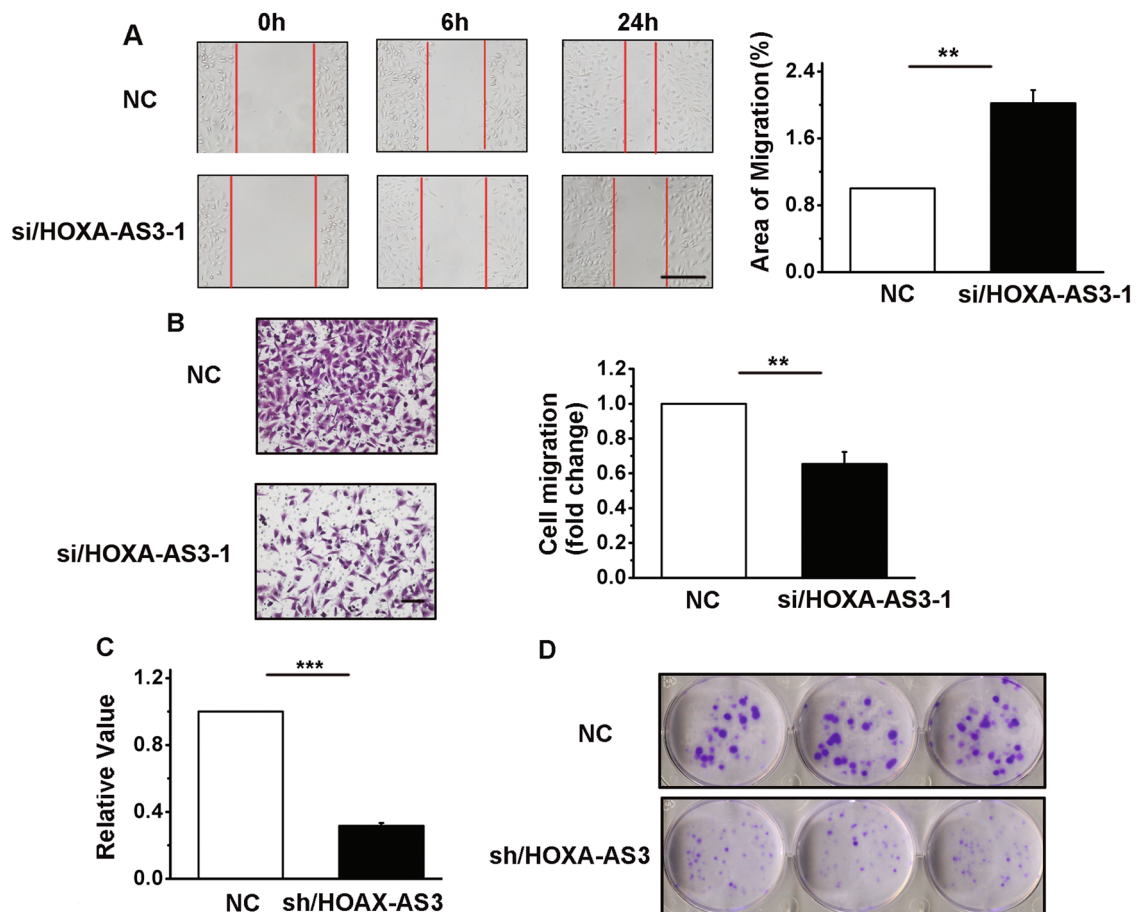 A
0h
6h
24h
NC
si/HOXA-AS3-1
Area of Migration (%)
2.4
1.6
0.8
0.0
**
NC
si/HOXA-AS3-1
B
NC
si/HOXA-AS3-1
Cell migration
(fold change)
1.2
1.0
0.8
0.6
0.4
0.2
0.0
**
NC
si/HOXA-AS3-1
C
Relative Value
1.2
0.8
0.4
0.0
***
NC
sh/HOAX-AS3
D
NC
sh/HOXA-AS3